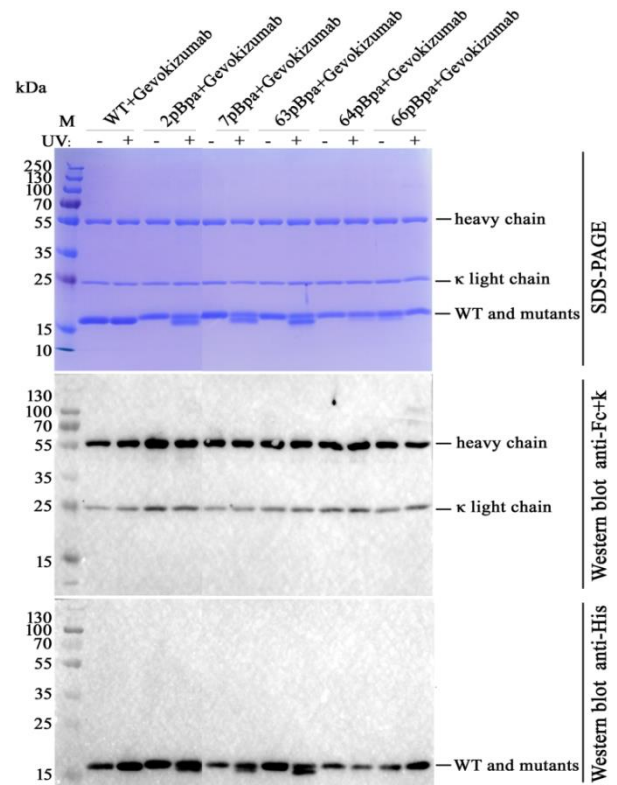 WT+Gevokizumab
2pBpa+Gevokizumab
7pBpa+Gevokizumab
63pBpa+Gevokizumab
64pBpa+Gevokizumab
66pBpa+Gevokizumab
kDa
M
UV: - + - + - + - + - + - +
250
130
100
70
55
35
25
15
10
heavy chain
κ light chain
WT and mutants
SDS-PAGE
130
100
70
55
35
25
15
heavy chain
κ light chain
Western blot anti-Fc+k
130
100
70
55
35
25
15
WT and mutants
Western blot anti-His